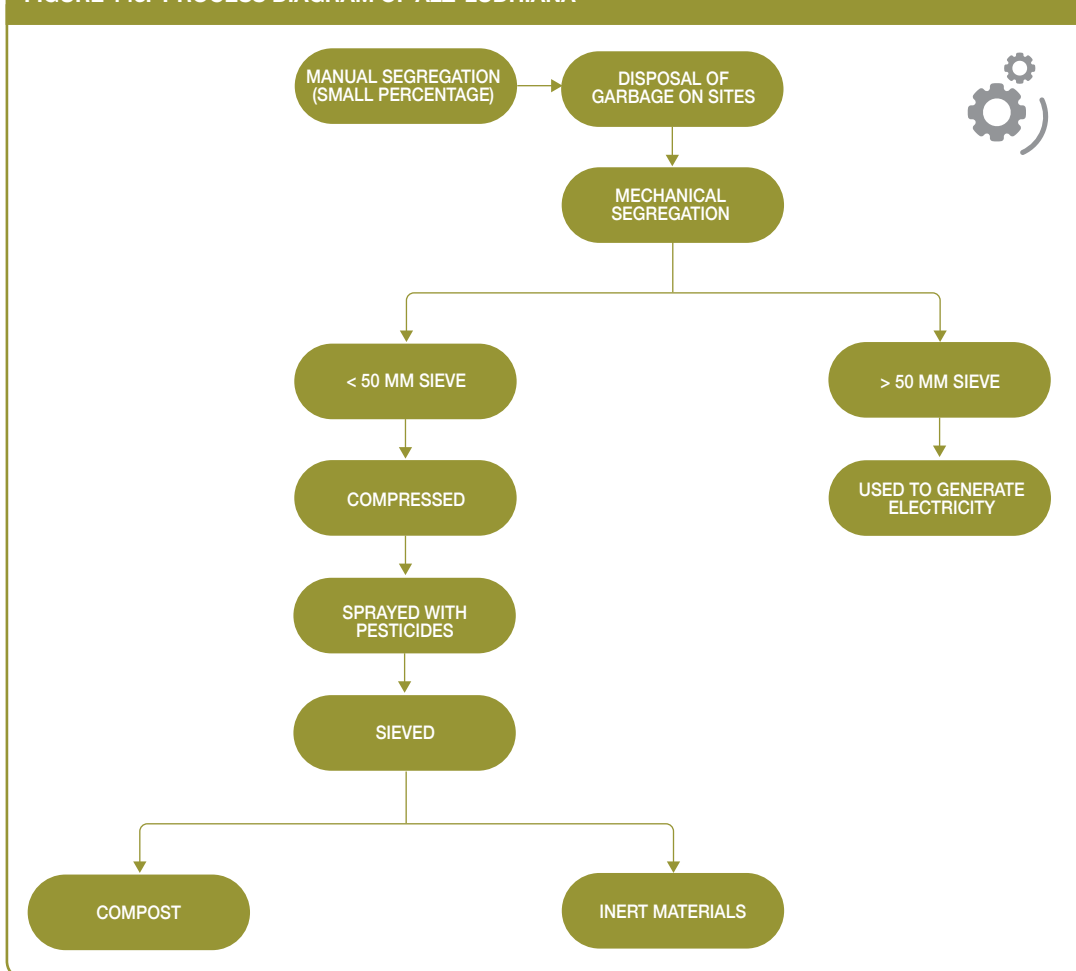 MANUAL SEGREGATION
(SMALL PERCENTAGE)
DISPOSAL OF
GARBAGE ON SITES
MECHANICAL
SEGREGATION
< 50 MM SIEVE
> 50 MM SIEVE
COMPRESSED
USED TO GENERATE
ELECTRICITY
SPRAYED WITH
PESTICIDES
SIEVED
COMPOST
INERT MATERIALS